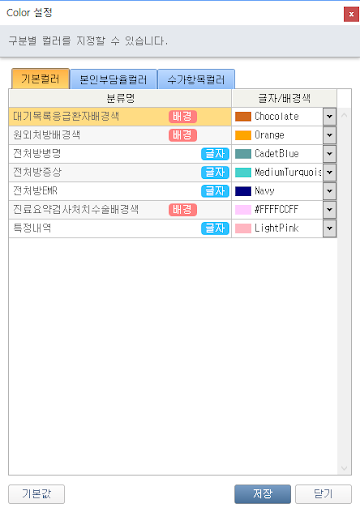 Color 설정
x
구분별 컬러를 지정할 수 있습니다.
기본컬러 본인부담율컬러 수가항목컬러
분류명 글자/배경색
대기목록응급환자배경색 배경 Chocolate
원외처방배경색 배경 Orange
전처방병명 글자 CadetBlue
전처방증상 글자 MediumTurquois
전처방EMR 글자 Navy
진료요약검사처치수술배경색 배경 #FFFFCCFF
특정내역 글자 LightPink
기본값 저장 닫기